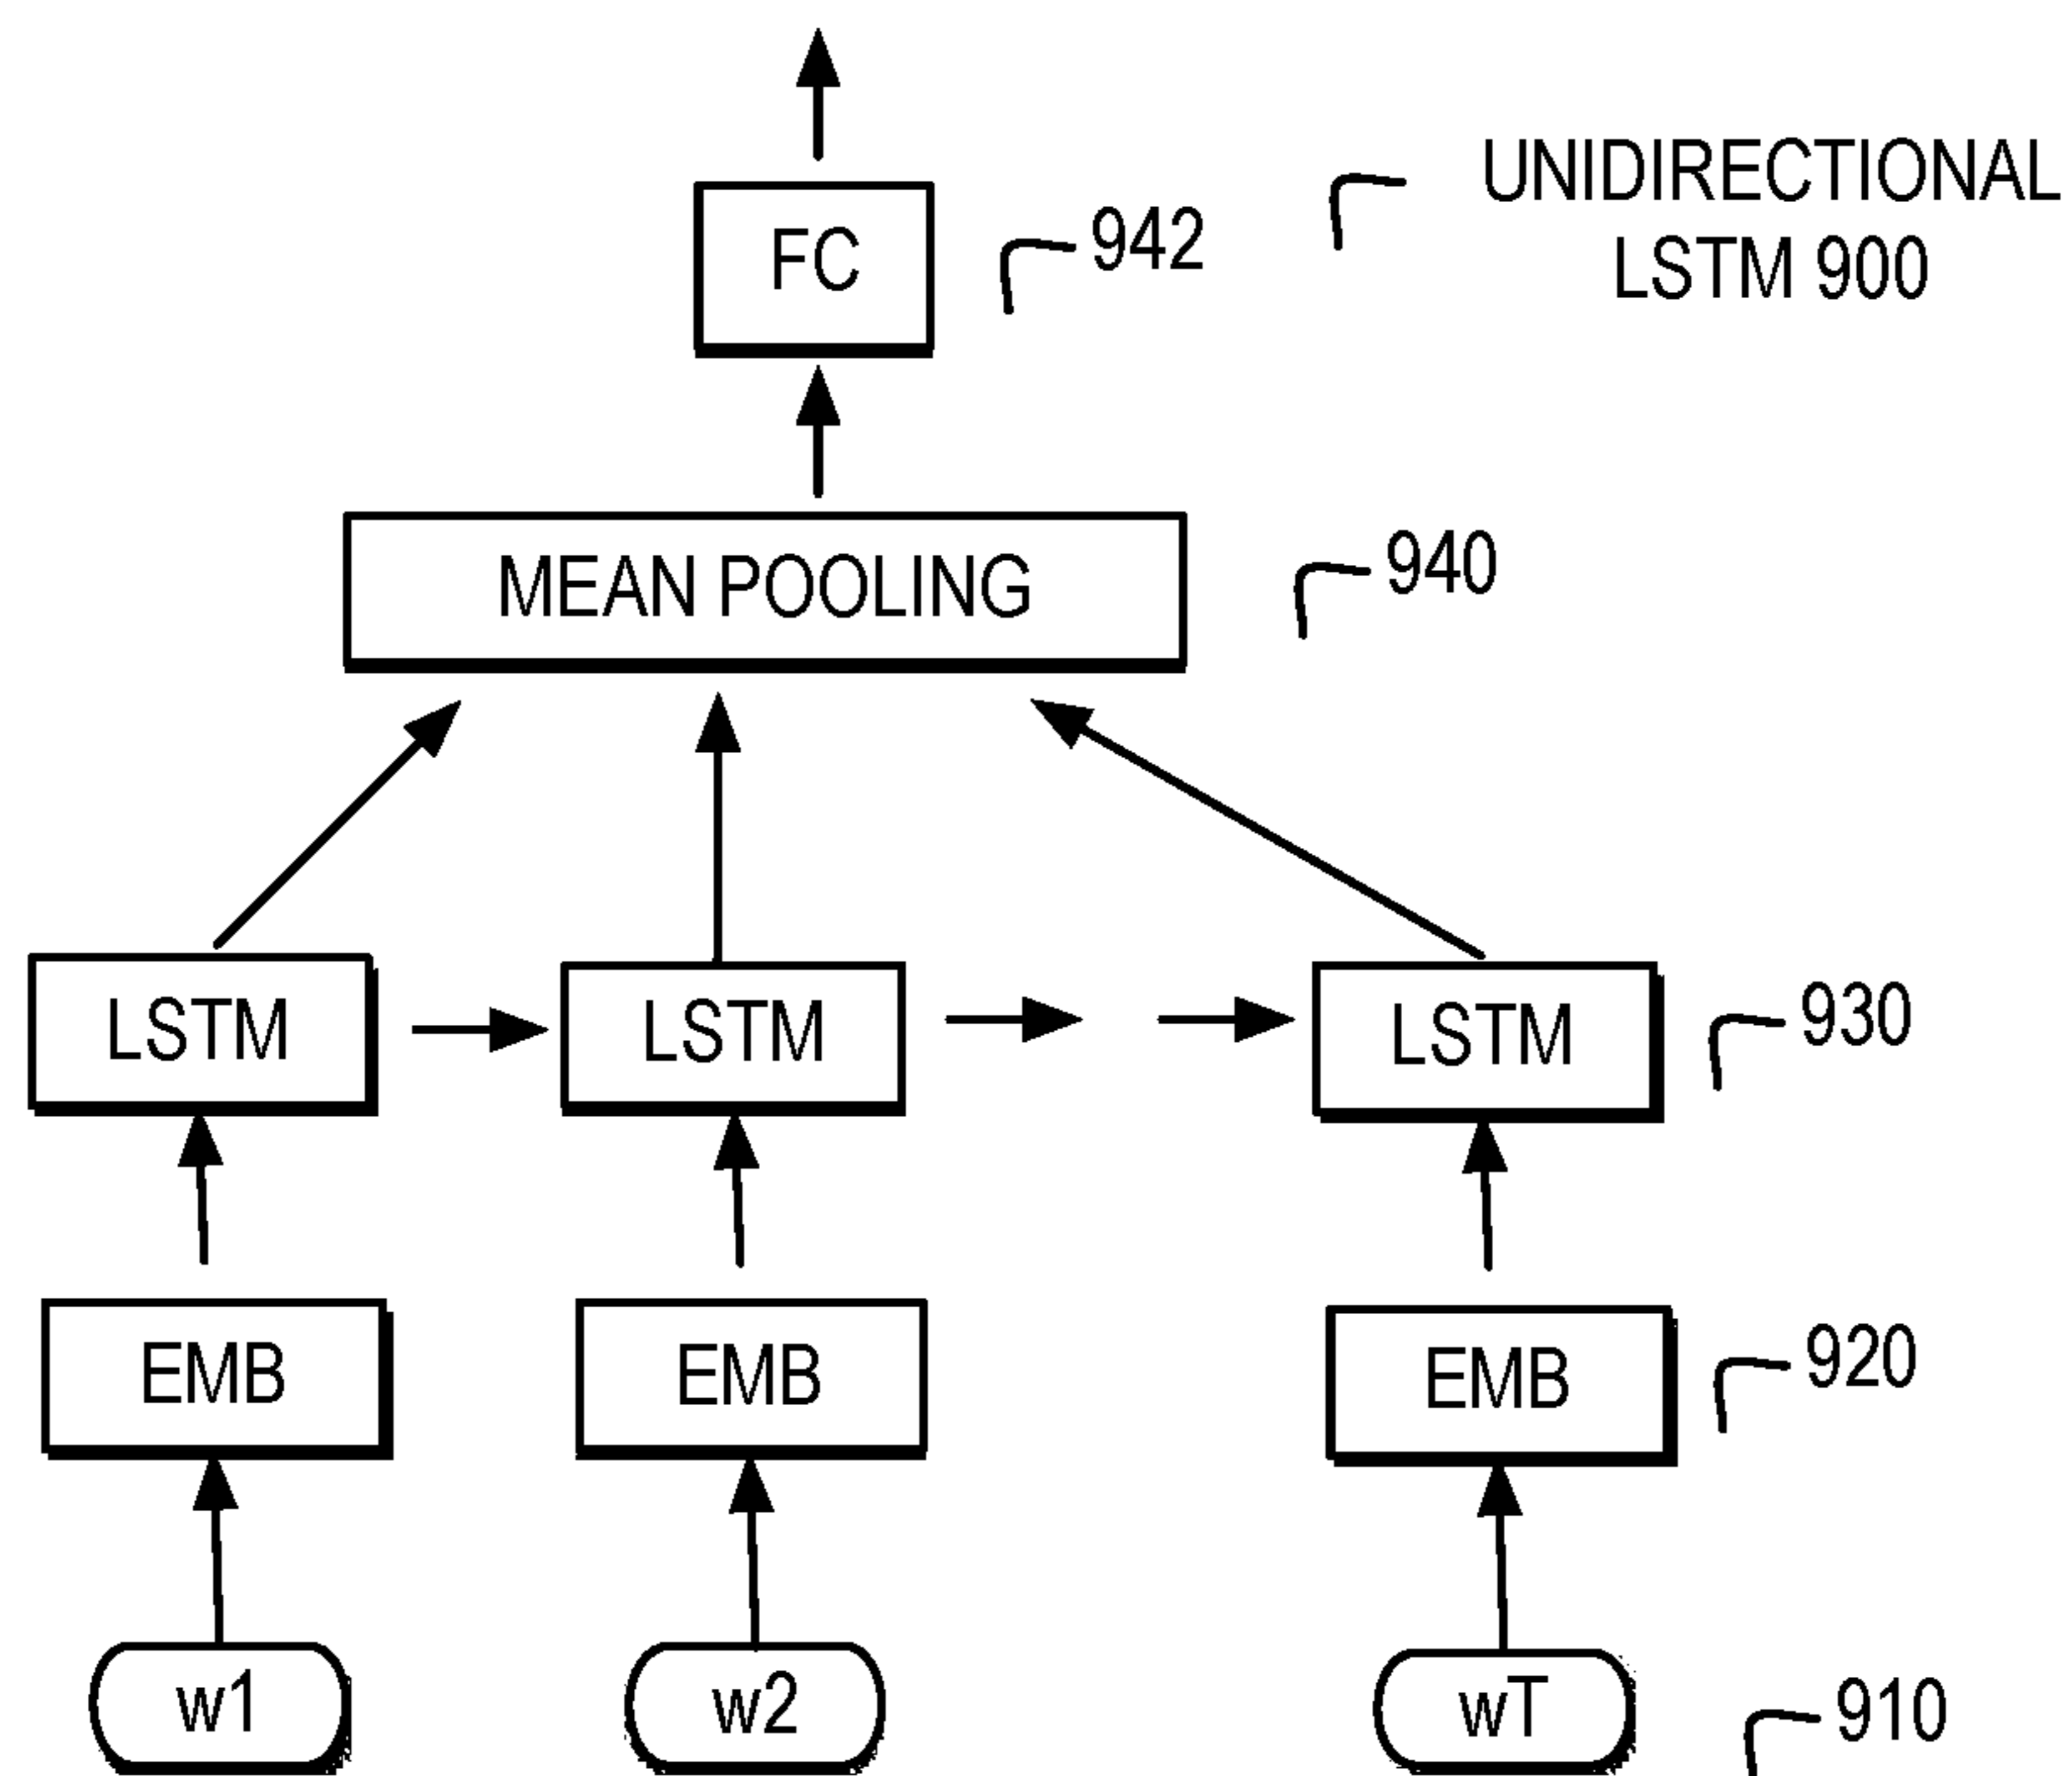 UNIDIRECTIONAL
LSTM 900
FC
942
MEAN POOLING
940
LSTM
LSTM
LSTM
930
EMB
EMB
EMB
920
w1
w2
wT
910